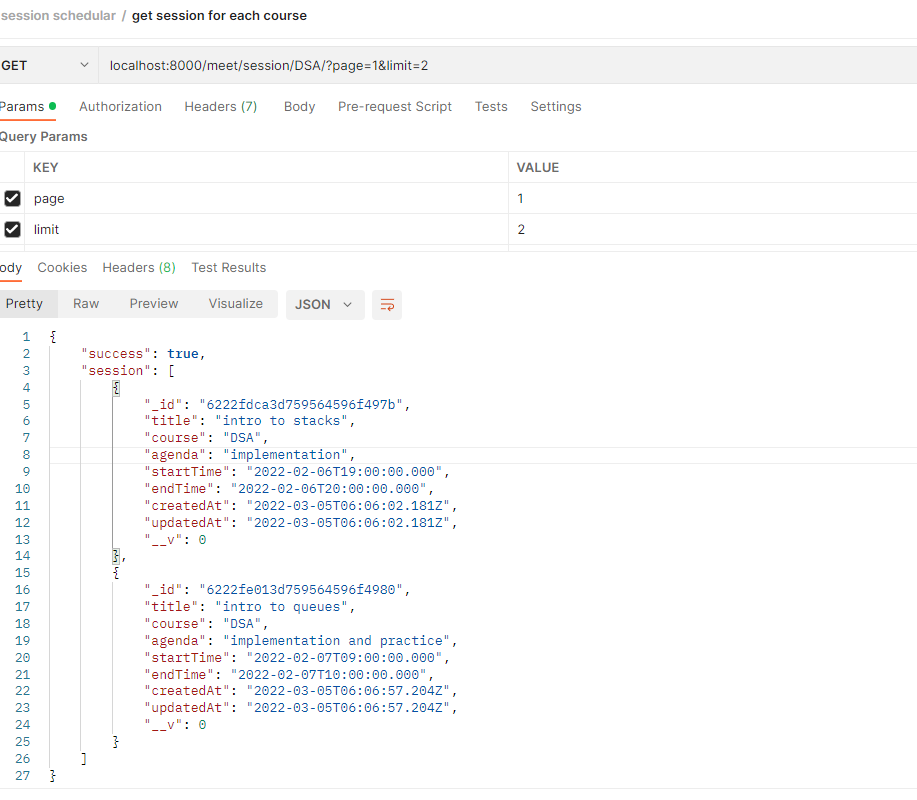 session schedular / get session for each course
GET localhost:8000/meet/session/DSA/?page=1&limit=2
Params Authorization Headers (7) Body Pre-request Script Tests Settings
Query Params
KEY VALUE
page 1
limit 2
ody Cookies Headers (8) Test Results
Pretty Raw Preview Visualize JSON
1 {
2 "success": true,
3 "session": [
4 {
5 "_id": "6222fdca3d759564596f497b",
6 "title": "intro to stacks",
7 "course": "DSA",
8 "agenda": "implementation",
9 "startTime": "2022-02-06T19:00:00.000",
10 "endTime": "2022-02-06T20:00:00.000",
11 "createdAt": "2022-03-05T06:06:02.181Z",
12 "updatedAt": "2022-03-05T06:06:02.181Z",
13 "__v": 0
14 },
15 {
16 "_id": "6222fe013d759564596f4980",
17 "title": "intro to queues",
18 "course": "DSA",
19 "agenda": "implementation and practice",
20 "startTime": "2022-02-07T09:00:00.000",
21 "endTime": "2022-02-07T10:00:00.000",
22 "createdAt": "2022-03-05T06:06:57.204Z",
23 "updatedAt": "2022-03-05T06:06:57.204Z",
24 "__v": 0
25 }
26 ]
27 }